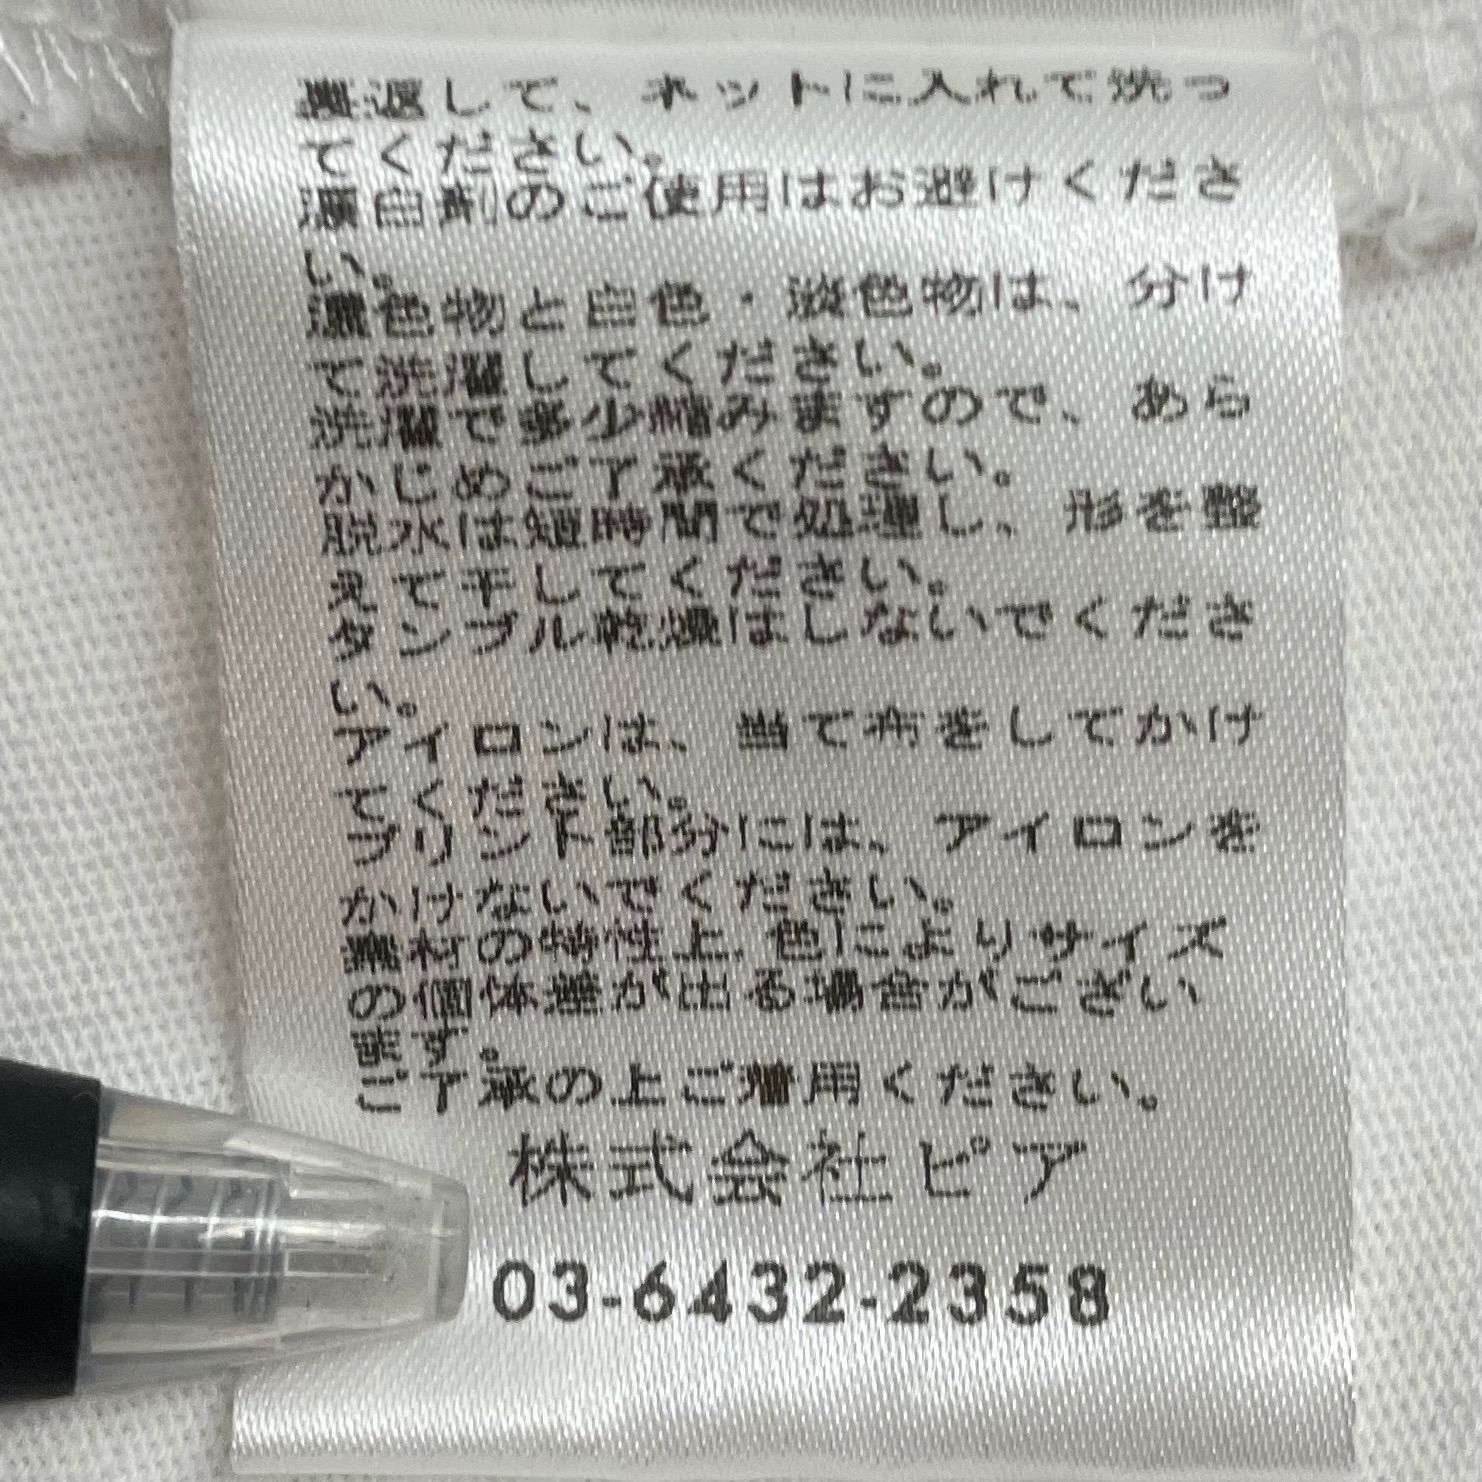 裏返して、ネットに入れて洗っ
てください。
漂白剤のご使用はお避けくださ
い。
濃色物と白色・淡色物は、分け
て洗濯してください。
洗濯で多少縮みますので、あら
かじめご了承ください。
脱水は短時間で処理し、形を整
えて干してください。
タンブル乾燥はしないでくださ
い。
アイロンは、当て布をしてかけ
てください。
プリント部分には、アイロンを
かけないでください。
素材の特性上,色によりサイズ
の個体差が出る場合がござい
ます。
ご了承の上ご着用ください。
株式会社ピア
03-6432-2358